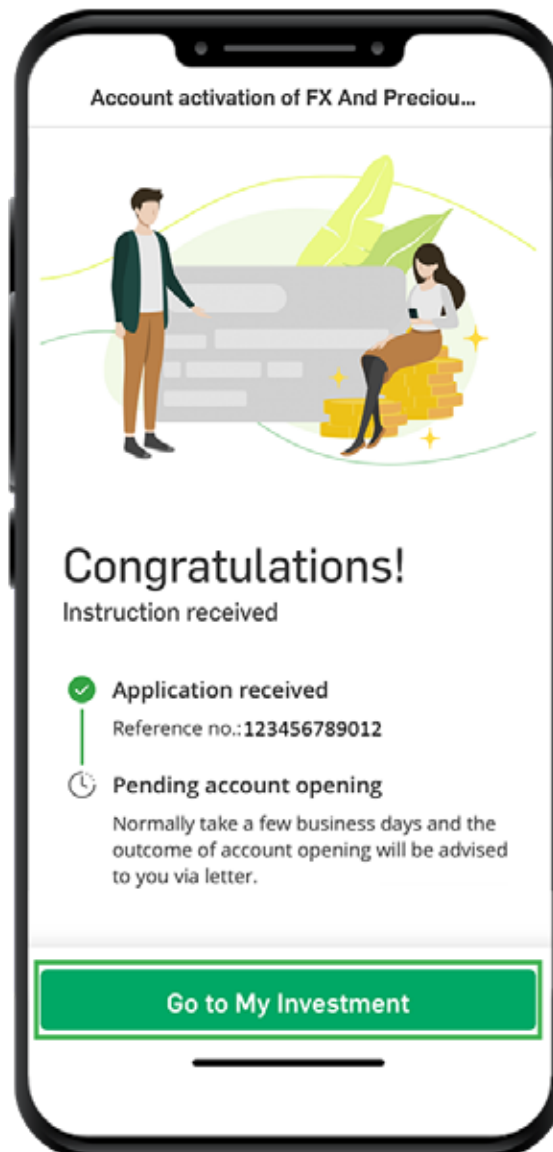 Account activation of FX And Preciou...
Congratulations!
Instruction received
Application received
Reference no.:123456789012
Pending account opening
Normally take a few business days and the
outcome of account opening will be advised
to you via letter.
Go to My Investment